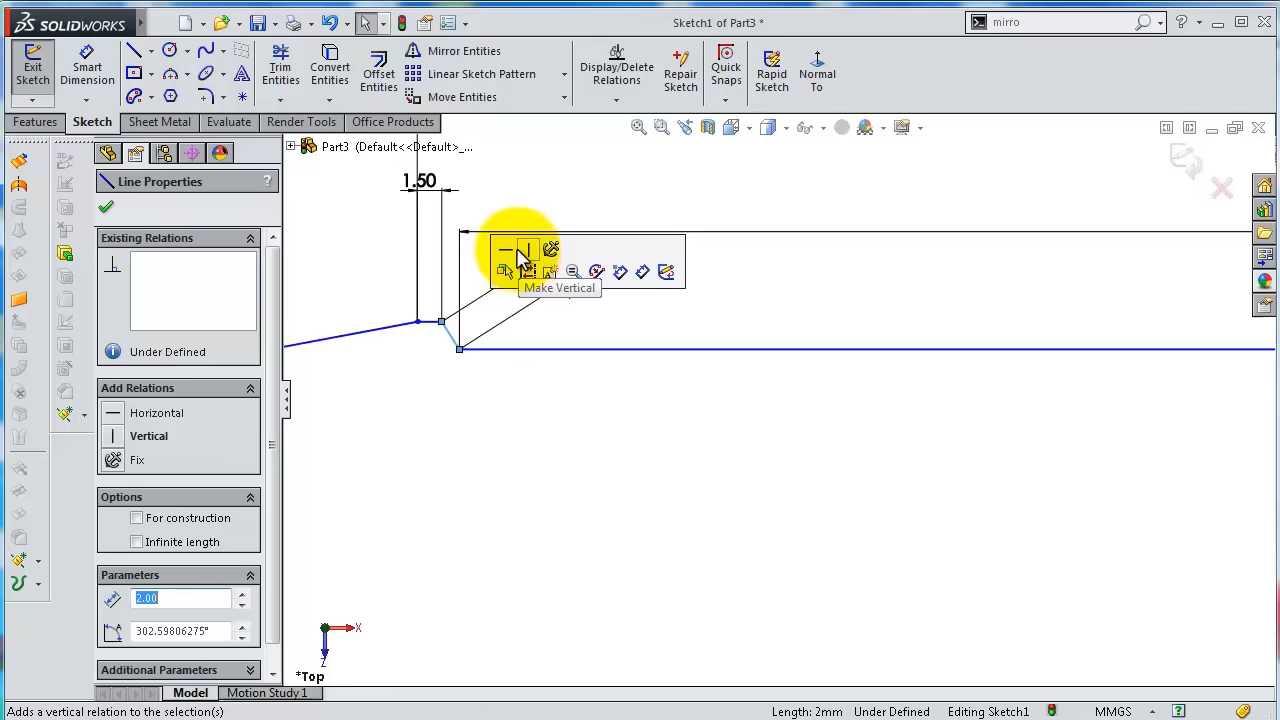 SOLIDWORKS
Sketch1 of Part3 *
mirro
Exit
Sketch
Smart
Dimension
Trim
Entities
Convert
Entities
Offset
Entities
Mirror Entities
Linear Sketch Pattern
Move Entities
Display/Delete
Relations
Repair
Sketch
Quick
Snaps
Rapid
Sketch
Normal
To
Features
Sketch
Sheet Metal
Evaluate
Render Tools
Office Products
Part3 (Default<<Default>_...
Line Properties
?
Existing Relations
Under Defined
Add Relations
Horizontal
Vertical
Fix
Options
For construction
Infinite length
Parameters
2.00
302.59806275°
Additional Parameters
1.50
Make Vertical
X
Z
*Top
Model
Motion Study 1
Adds a vertical relation to the selection(s)
Length: 2mm
Under Defined
Editing Sketch1
MMGS